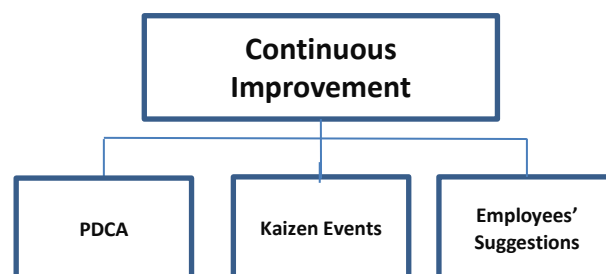 Continuous
Improvement
PDCA
Kaizen Events
Employees’
Suggestions